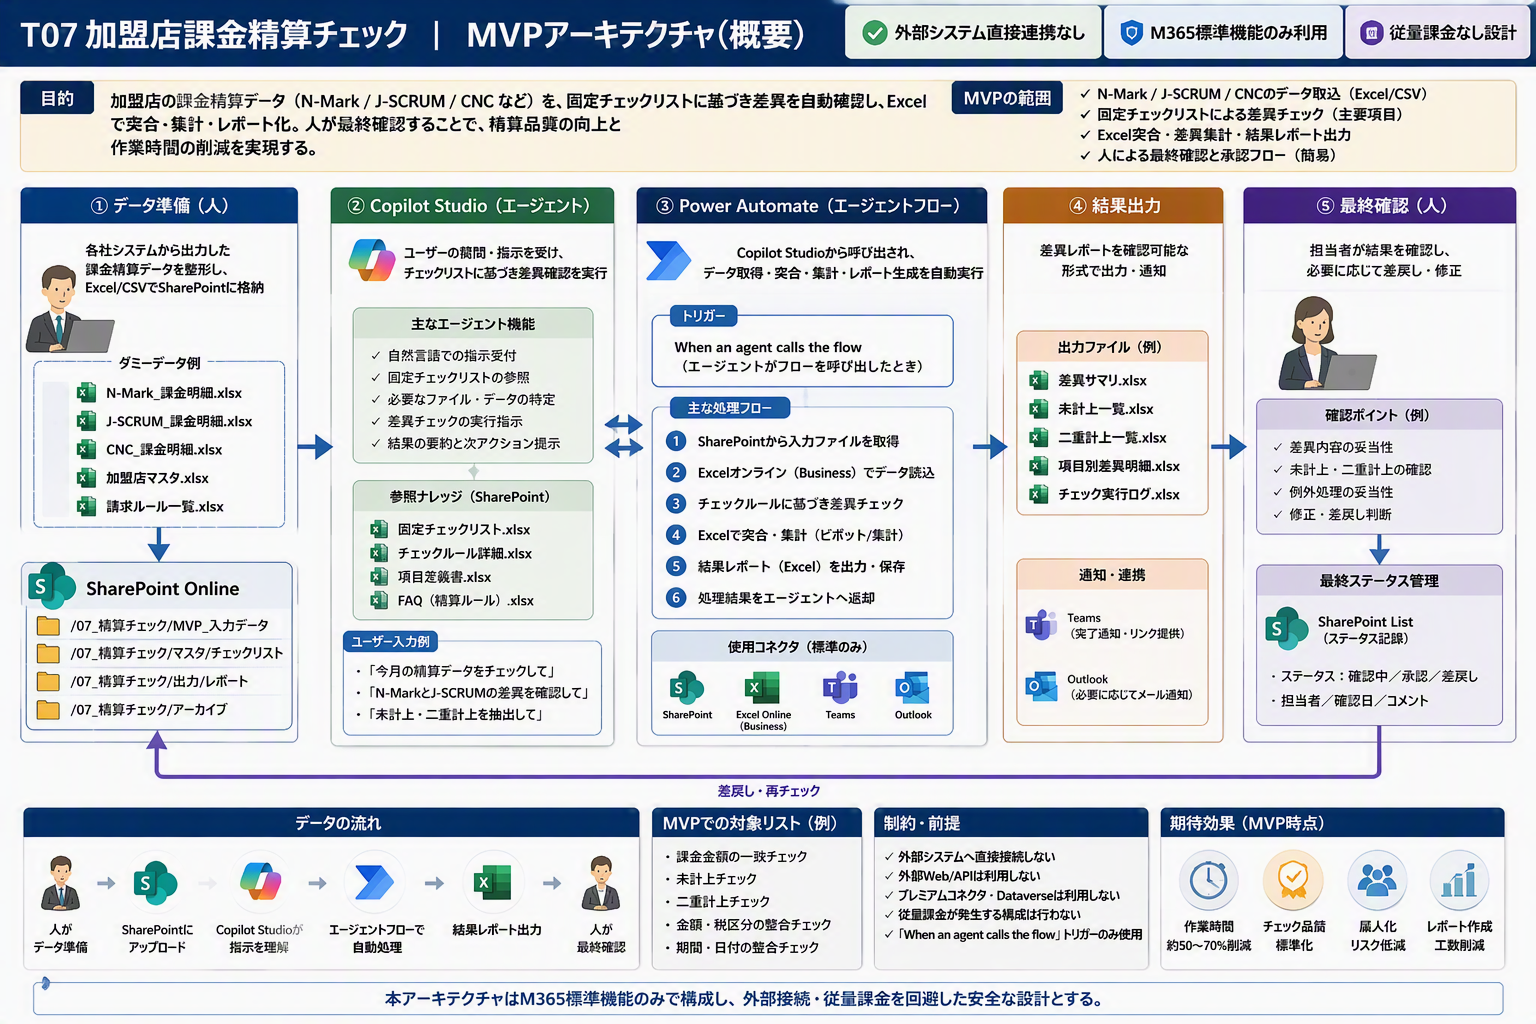 T07 加盟店課金精算チェック ｜ MVPアーキテクチャ（概要）
外部システム直接連携なし
M365標準機能のみ利用
従量課金なし設計
目的
加盟店の課金精算データ（N-Mark / J-SCRUM / CNC など）を、固定チェックリストに基づき差異を自動確認し、Excel
で突合・集計・レポート化。人が最終確認することで、精算品質の向上と
作業時間の削減を実現する。
MVPの範囲
✓ N-Mark / J-SCRUM / CNCのデータ取込（Excel/CSV）
✓ 固定チェックリストによる差異チェック（主要項目）
✓ Excel突合・差異集計・結果レポート出力
✓ 人による最終確認と承認フロー（簡易）
① データ準備（人）
各社システムから出力した
課金精算データを整形し、
Excel/CSVでSharePointに格納
ダミーデータ例
N-Mark_課金明細.xlsx
J-SCRUM_課金明細.xlsx
CNC_課金明細.xlsx
加盟店マスタ.xlsx
請求ルール一覧.xlsx
SharePoint Online
/07_精算チェック/MVP_入力データ
/07_精算チェック/マスタ/チェックリスト
/07_精算チェック/出力/レポート
/07_精算チェック/アーカイブ
② Copilot Studio（エージェント）
ユーザーの質問・指示を受け、
チェックリストに基づき差異確認を実行
主なエージェント機能
✓ 自然言語での指示受付
✓ 固定チェックリストの参照
✓ 必要なファイル・データの特定
✓ 差異チェックの実行指示
✓ 結果の要約と次アクション提示
参照ナレッジ（SharePoint）
固定チェックリスト.xlsx
チェックルール詳細.xlsx
項目定義書.xlsx
FAQ（精算ルール）.xlsx
ユーザー入力例
・「今月の精算データをチェックして」
・「N-MarkとJ-SCRUMの差異を確認して」
・「未計上・二重計上を抽出して」
③ Power Automate（エージェントフロー）
Copilot Studioから呼び出され、
データ取得・突合・集計・レポート生成を自動実行
トリガー
When an agent calls the flow
（エージェントがフローを呼び出したとき）
主な処理フロー
1 SharePointから入力ファイルを取得
2 Excelオンライン（Business）でデータ読込
3 チェックルールに基づき差異チェック
4 Excelで突合・集計（ピボット/集計）
5 結果レポート（Excel）を出力・保存
6 処理結果をエージェントへ返却
使用コネクタ（標準のみ）
SharePoint
Excel Online
(Business)
Teams
Outlook
④ 結果出力
差異レポートを確認可能な
形式で出力・通知
出力ファイル（例）
差異サマリ.xlsx
未計上一覧.xlsx
二重計上一覧.xlsx
項目別差異明細.xlsx
チェック実行ログ.xlsx
通知・連携
Teams
（完了通知・リンク提供）
Outlook
（必要に応じてメール通知）
⑤ 最終確認（人）
担当者が結果を確認し、
必要に応じて差戻し・修正
確認ポイント（例）
✓ 差異内容の妥当性
✓ 未計上・二重計上の確認
✓ 例外処理の妥当性
✓ 修正・差戻し判断
最終ステータス管理
SharePoint List
（ステータス記録）
・ステータス：確認中／承認／差戻し
・担当者／確認日／コメント
差戻し・再チェック
データの流れ
人が
データ準備
SharePointに
アップロード
Copilot Studioが
指示を理解
エージェントフローで
自動処理
結果レポート出力
人が
最終確認
MVPでの対象リスト（例）
・課金金額の一致チェック
・未計上チェック
・二重計上チェック
・金額・税区分の整合チェック
・期間・日付の整合チェック
制約・前提
✓ 外部システムへ直接接続しない
✓ 外部Web/APIは利用しない
✓ プレミアムコネクタ・Dataverseは利用しない
✓ 従量課金が発生する構成は行わない
✓ 「When an agent calls the flow」トリガーのみ使用
期待効果（MVP時点）
作業時間
約50～70%削減
チェック品質
標準化
属人化
リスク低減
レポート作成
工数削減
本アーキテクチャはM365標準機能のみで構成し、外部接続・従量課金を回避した安全な設計とする。